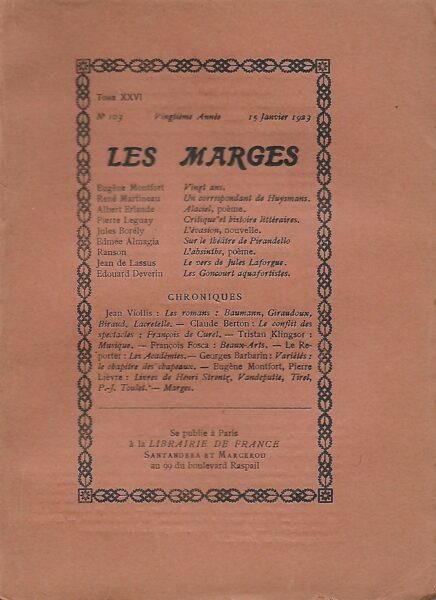 Tome XXVI
N° 103 Vingtième Année 15 Janvier 1923
LES MARGES
Eugène Montfort Vingt ans.
René Martineau Un correspondant de Huysmans.
Albert Erlande Alaciel, poème.
Pierre Leguay Critique et histoire littéraires.
Jules Borély L'évasion, nouvelle.
Edmée Almagia Sur le théâtre de Pirandello
Ranson L'absinthe, poème.
Jean de Lassus Le vers de Jules Laforgue.
Edouard Deverin Les Goncourt aquafortistes.
CHRONIQUES
Jean Viollis : Les romans : Baumann, Giraudoux,
Biraud, Lacretelle. — Claude Berton : Le conflit des
spectacles ; François de Curel. — Tristan Klingsor :
Musique. — François Fosca : Beaux-Arts. — Le Re-
porter : Les Académies. — Georges Barbarin : Variétés :
le chapitre des chapeaux. — Eugène Montfort, Pierre
Lièvre : Livres de Henri Strentz, Vandeputte, Tirel,
P.-J. Toulet. — Marges.
Se publie à Paris
à la LIBRAIRIE DE FRANCE
SANTANDREA ET MARCEROU
au 99 du boulevard Raspail